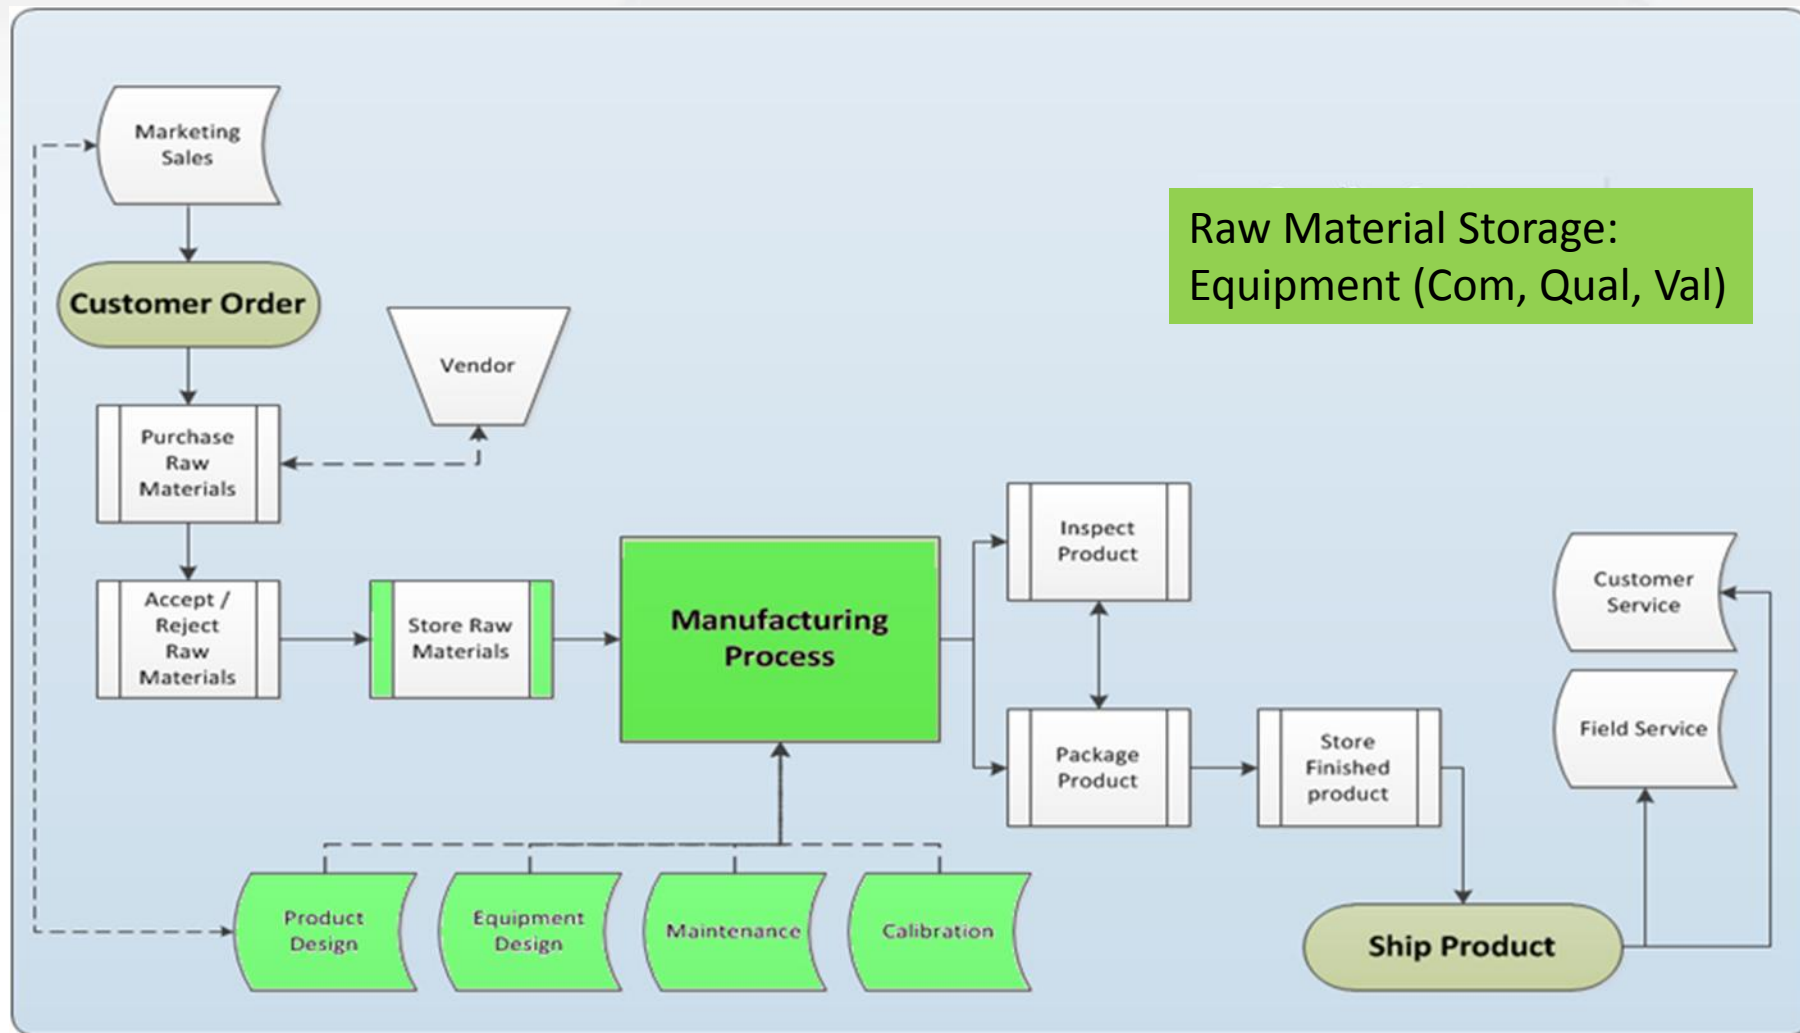 Marketing
Sales
Customer Order
Vendor
Purchase
Raw
Materials
Accept /
Reject
Raw
Materials
Store Raw
Materials
Manufacturing
Process
Raw Material Storage:
Equipment (Com, Qual, Val)
Inspect
Product
Package
Product
Store
Finished
product
Customer
Service
Field Service
Product
Design
Equipment
Design
Maintenance
Calibration
Ship Product